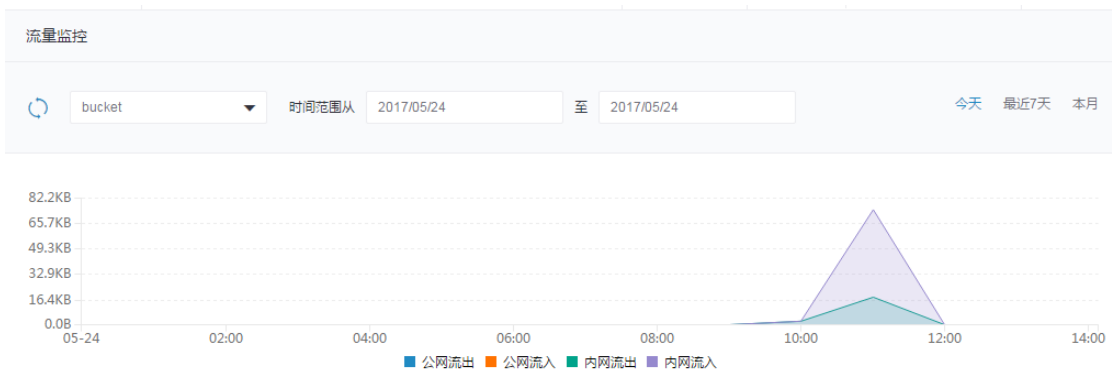 流量监控
bucket 时间范围从 2017/05/24 至 2017/05/24 今天 最近7天 本月
82.2KB
65.7KB
49.3KB
32.9KB
16.4KB
0.0B
05-24 02:00 04:00 06:00 08:00 10:00 12:00 14:00
公网流出 公网流入 内网流出 内网流入